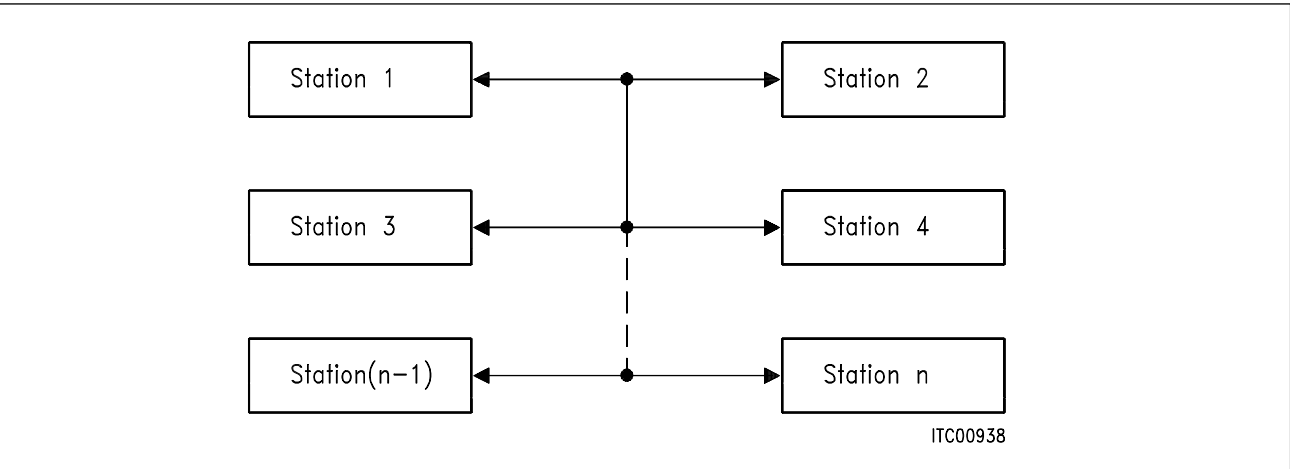 Station 1
Station 2
Station 3
Station 4
Station(n-1)
Station n
ITC00938